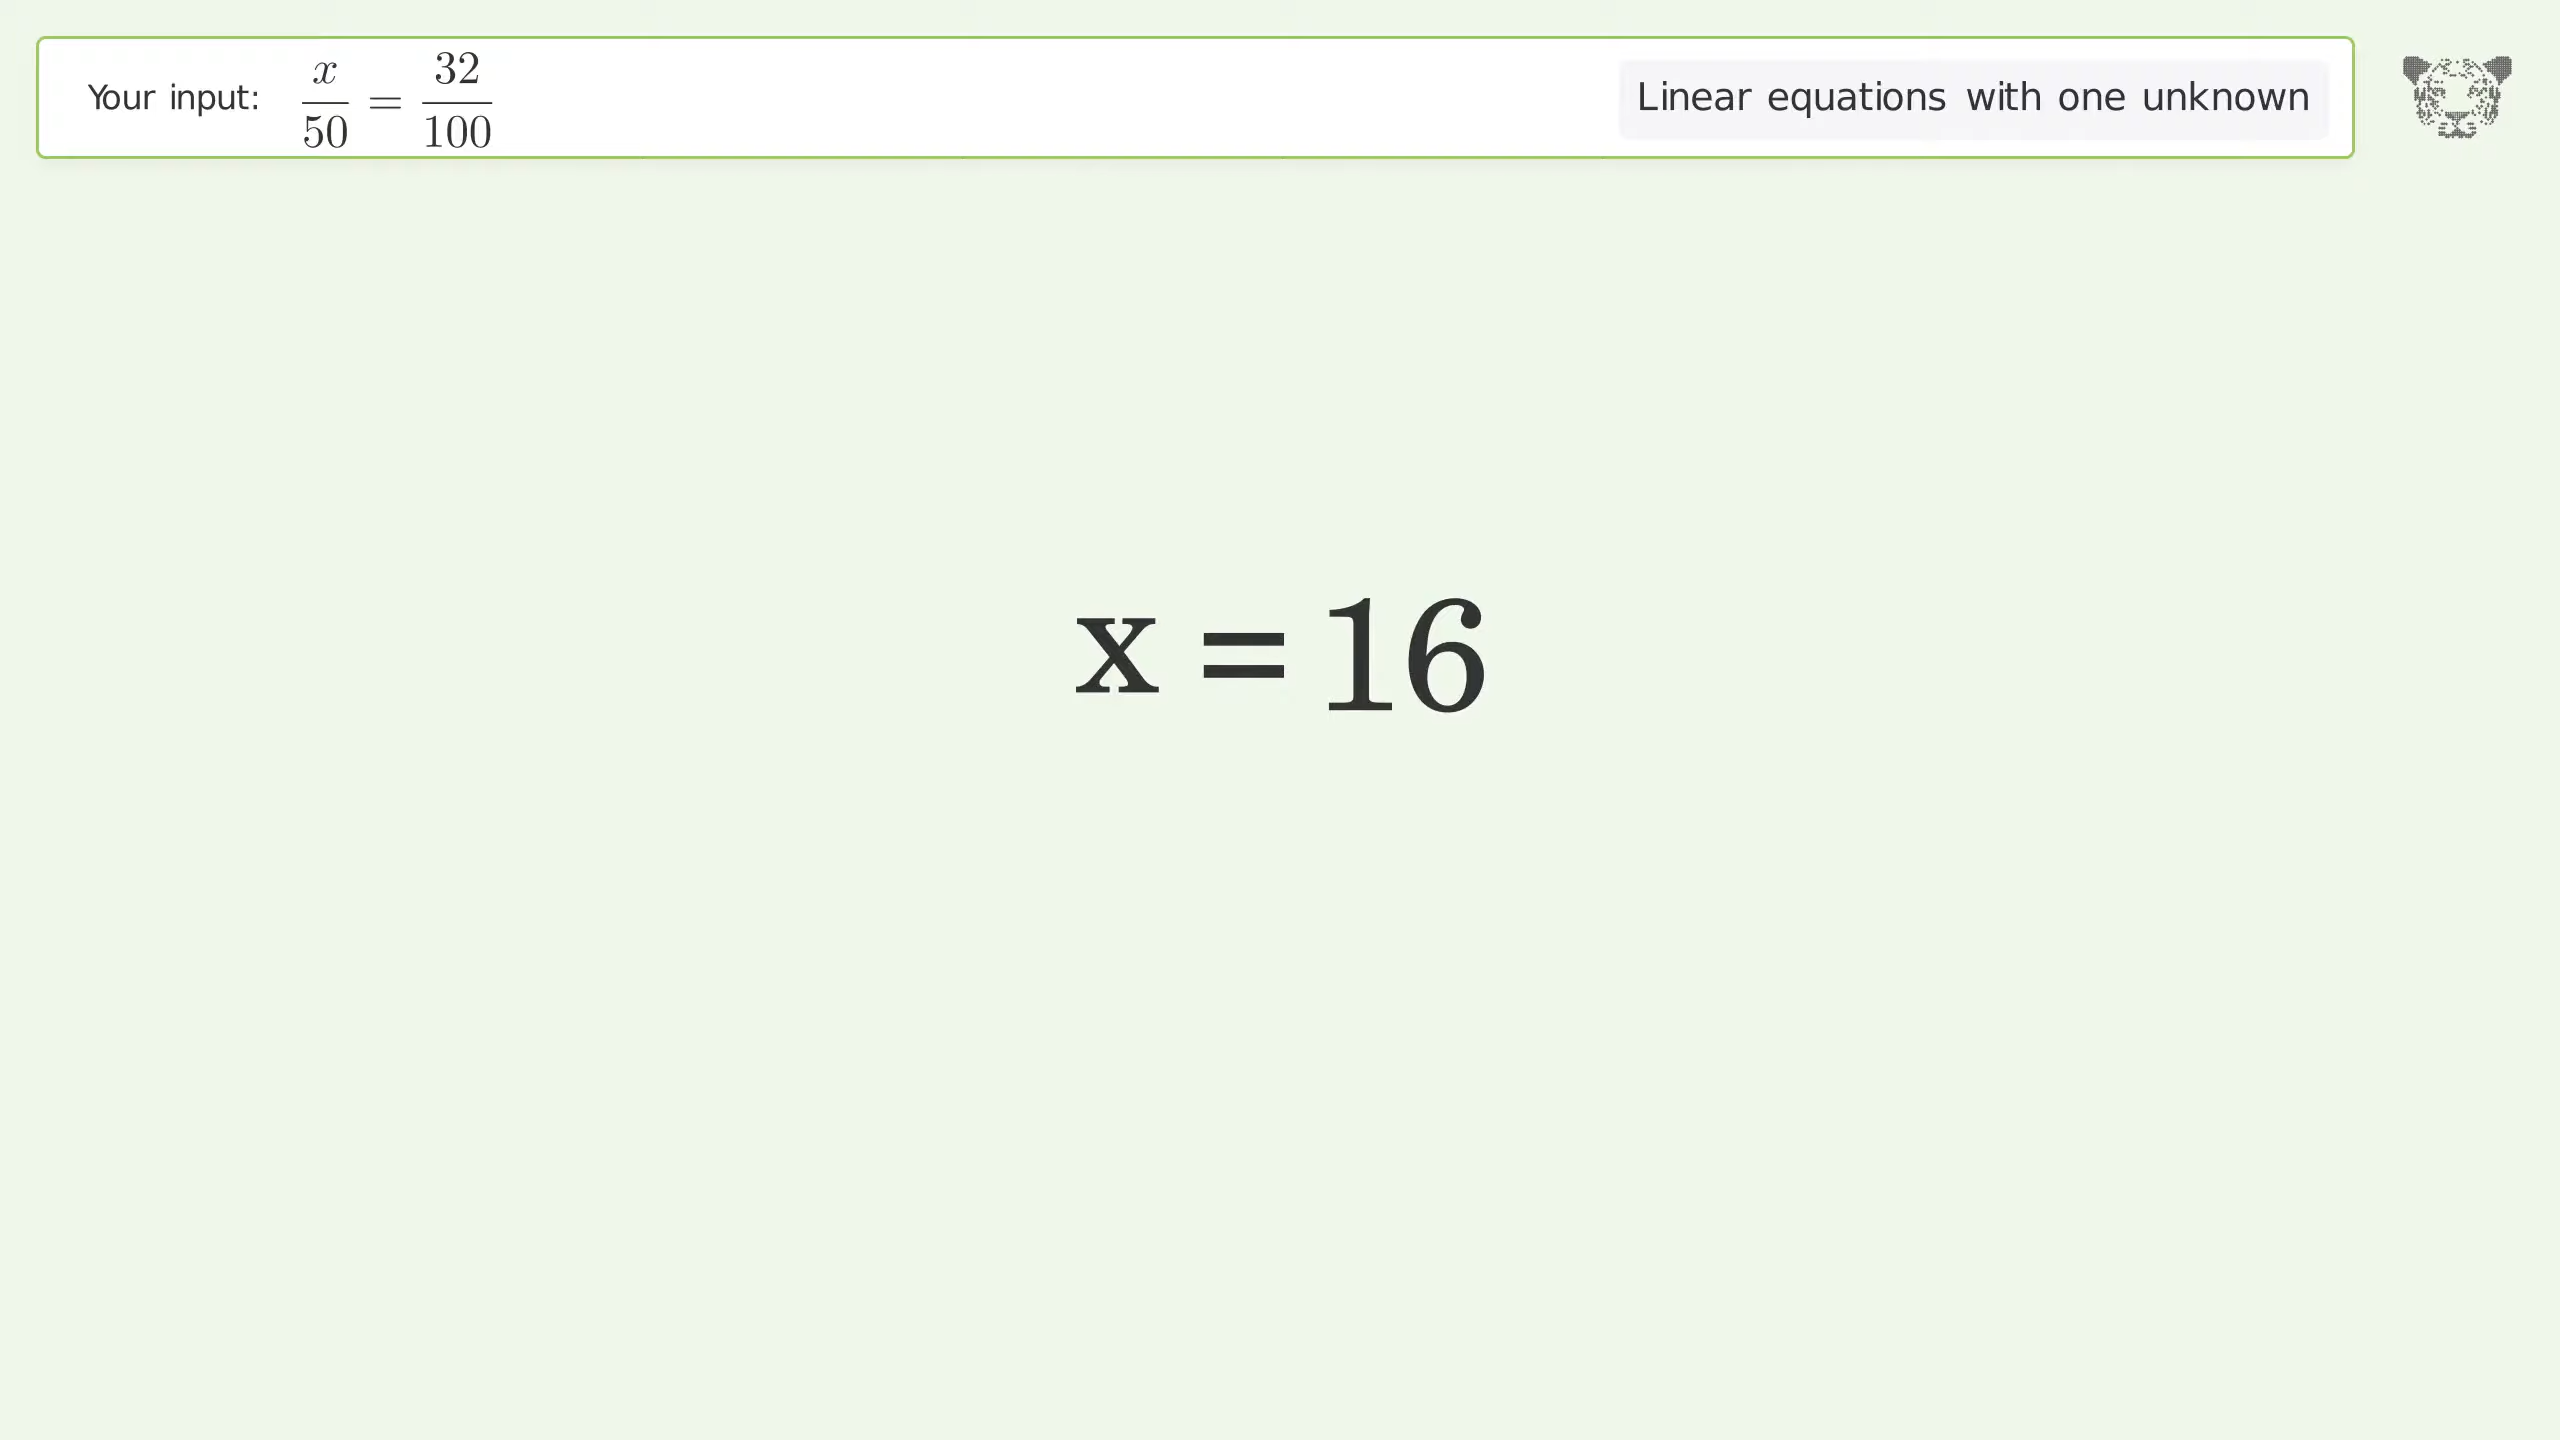 Your input: x/50 = 32/100
Linear equations with one unknown
x = 16